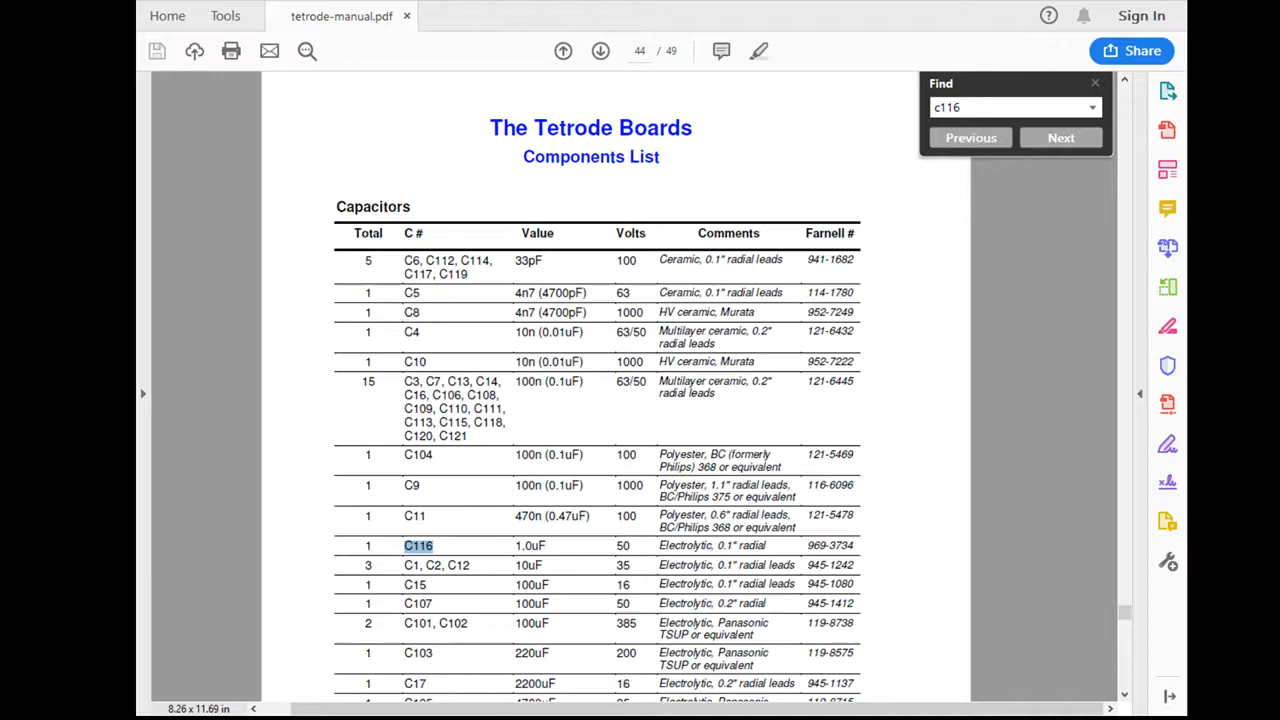 Home Tools tetrode-manual.pdf × Sign In
44 / 49 Share
Find
c116
Previous Next
The Tetrode Boards
Components List
Capacitors
Total C # Value Volts Comments Farnell #
5 C6, C112, C114, 33pF 100 Ceramic, 0.1" radial leads 941-1682
C117, C119
1 C5 4n7 (4700pF) 63 Ceramic, 0.1" radial leads 114-1780
1 C8 4n7 (4700pF) 1000 HV ceramic, Murata 952-7249
1 C4 10n (0.01uF) 63/50 Multilayer ceramic, 0.2" 121-6432
radial leads
1 C10 10n (0.01uF) 1000 HV ceramic, Murata 952-7222
15 C3, C7, C13, C14, 100n (0.1uF) 63/50 Multilayer ceramic, 0.2" 121-6445
C16, C106, C108, radial leads
C109, C110, C111,
C113, C115, C118,
C120, C121
1 C104 100n (0.1uF) 100 Polyester, BC (formerly 121-5469
Philips) 368 or equivalent
1 C9 100n (0.1uF) 1000 Polyester, 1.1" radial leads, 116-6096
BC/Philips 375 or equivalent
1 C11 470n (0.47uF) 100 Polyester, 0.6" radial leads, 121-5478
BC/Philips 368 or equivalent
1 C116 1.0uF 50 Electrolytic, 0.1" radial 969-3734
3 C1, C2, C12 10uF 35 Electrolytic, 0.1" radial leads 945-1242
1 C15 100uF 16 Electrolytic, 0.1" radial leads 945-1080
1 C107 100uF 50 Electrolytic, 0.2" radial 945-1412
2 C101, C102 100uF 385 Electrolytic, Panasonic 119-8738
TSUP or equivalent
1 C103 220uF 200 Electrolytic, Panasonic 119-8575
TSUP or equivalent
1 C17 2200uF 16 Electrolytic, 0.2" radial leads 945-1137
8.26 x 11.69 in